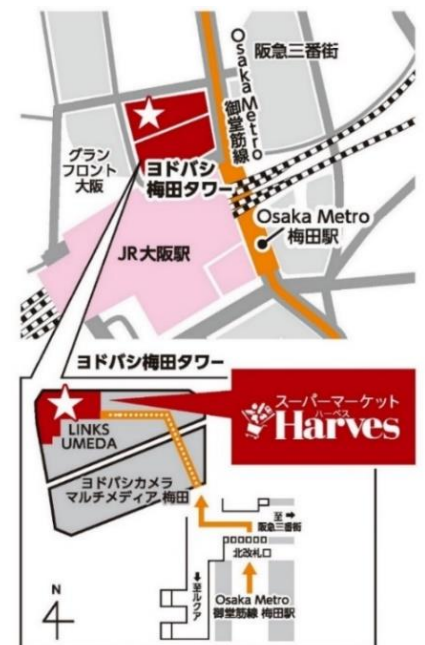 Osaka Metro
御堂筋線
阪急三番街
グラン
フロント
大阪
ヨドバシ
梅田タワー
Osaka Metro
梅田駅
JR大阪駅
ヨドバシ梅田タワー
LINKS
UMEDA
スーパーマーケット
ハーベス
Harves
ヨドバシカメラ
マルチメディア 梅田
至➡
阪急三番街
北改札口
➡至ルクア
Osaka Metro
御堂筋線 梅田駅
N